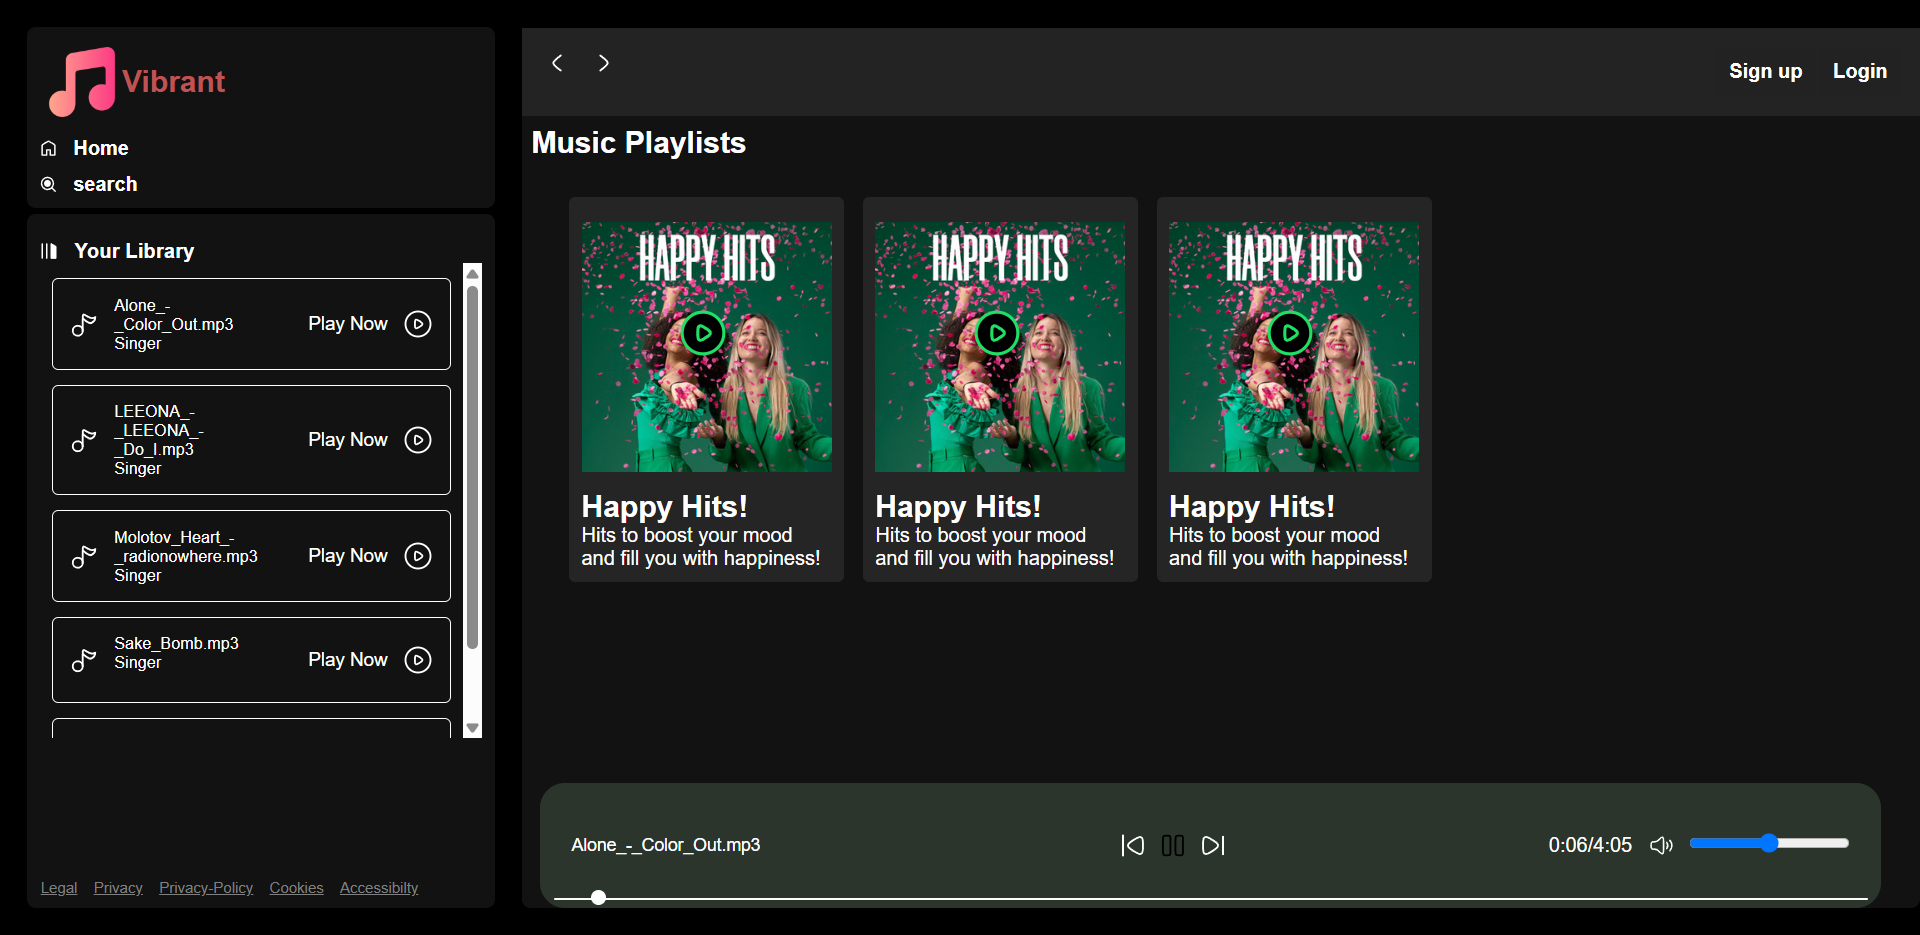 Vibrant
Home
search
Your Library
Alone_-
_Color_Out.mp3
Singer
Play Now
LEEONA_-
_LEEONA_-
_Do_I.mp3
Singer
Play Now
Molotov_Heart_-
_radionowhere.mp3
Singer
Play Now
Sake_Bomb.mp3
Singer
Play Now
Legal Privacy Privacy-Policy Cookies Accessibilty
Sign up Login
Music Playlists
HAPPY HITS
Happy Hits!
Hits to boost your mood
and fill you with happiness!
HAPPY HITS
Happy Hits!
Hits to boost your mood
and fill you with happiness!
HAPPY HITS
Happy Hits!
Hits to boost your mood
and fill you with happiness!
Alone_-_Color_Out.mp3
0:06/4:05